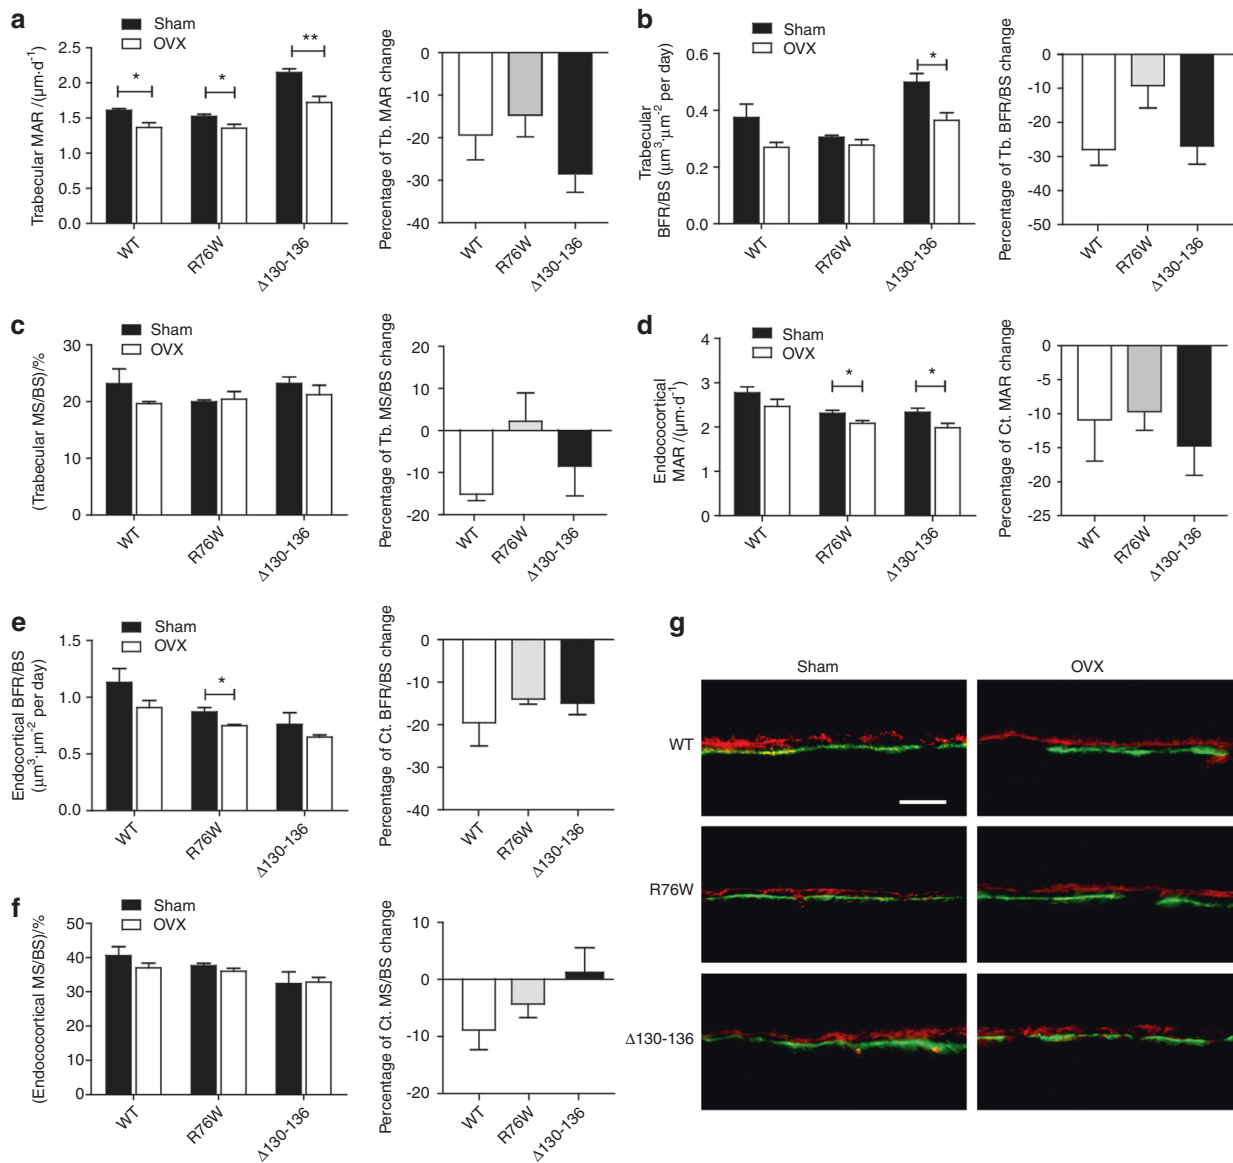 a
Sham
OVX
Trabecular MAR /(μm·d⁻¹)
2.5
2.0
1.5
1.0
0.5
0.0
*
*
**
WT
R76W
Δ130-136
Percentage of Tb. MAR change
0
-10
-20
-30
-40
WT
R76W
Δ130-136
b
Sham
OVX
Trabecular
BFR/BS (μm³·μm⁻² per day)
0.6
0.4
0.2
0.0
*
WT
R76W
Δ130-136
Percentage of Tb. BFR/BS change
0
-10
-20
-30
-40
-50
WT
R76W
Δ130-136
c
Sham
OVX
(Trabecular MS/BS)/%
30
20
10
0
WT
R76W
Δ130-136
Percentage of Tb. MS/BS change
20
10
0
-10
-20
WT
R76W
Δ130-136
d
Sham
OVX
Endococortical
MAR /(μm·d⁻¹)
4
3
2
1
0
*
*
WT
R76W
Δ130-136
Percentage of Ct. MAR change
0
-5
-10
-15
-20
-25
WT
R76W
Δ130-136
e
Sham
OVX
Endocortical BFR/BS
(μm³·μm⁻² per day)
1.5
1.0
0.5
0.0
*
WT
R76W
Δ130-136
Percentage of Ct. BFR/BS change
0
-10
-20
-30
-40
WT
R76W
Δ130-136
f
Sham
OVX
(Endococortical MS/BS)/%
50
40
30
20
10
0
WT
R76W
Δ130-136
Percentage of Ct. MS/BS change
10
0
-10
-20
WT
R76W
Δ130-136
g
Sham
OVX
WT
R76W
Δ130-136